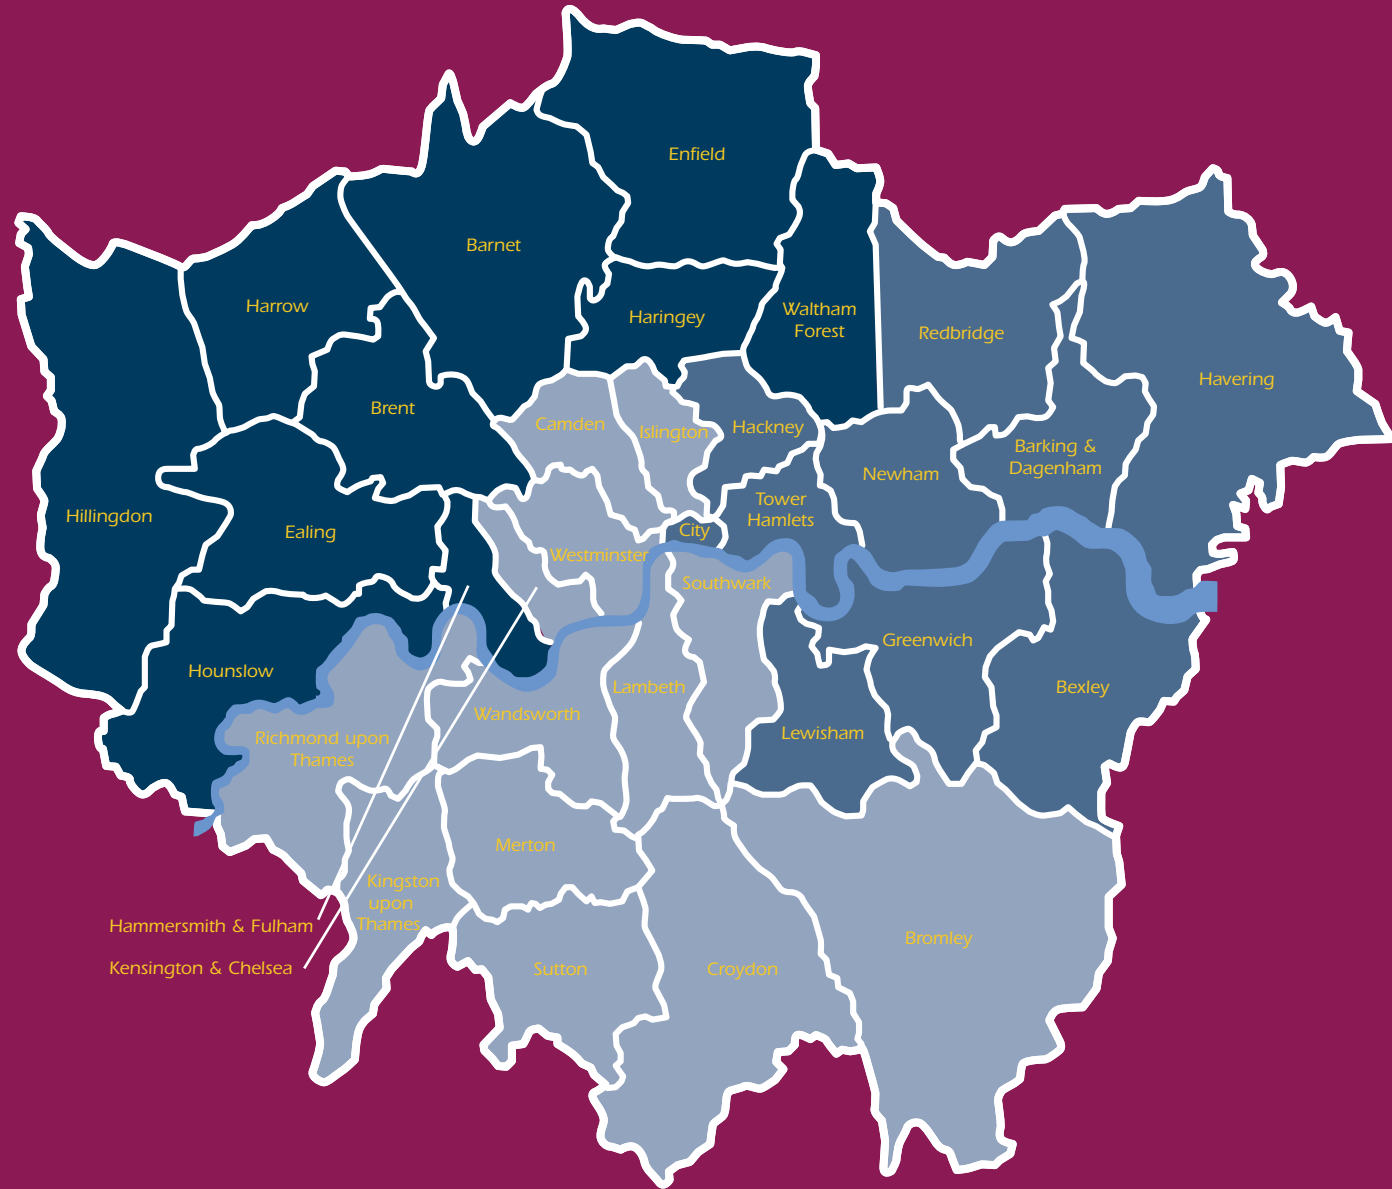 Enfield
Barnet
Harrow
Haringey
Waltham
Forest
Redbridge
Havering
Brent
Camden
Islington
Hackney
Barking &
Dagenham
Newham
Hillingdon
Ealing
Tower
Hamlets
City
Westminster
Southwark
Greenwich
Hounslow
Lambeth
Bexley
Wandsworth
Richmond upon
Thames
Lewisham
Merton
Kingston
upon
Thames
Hammersmith & Fulham
Kensington & Chelsea
Sutton
Croydon
Bromley